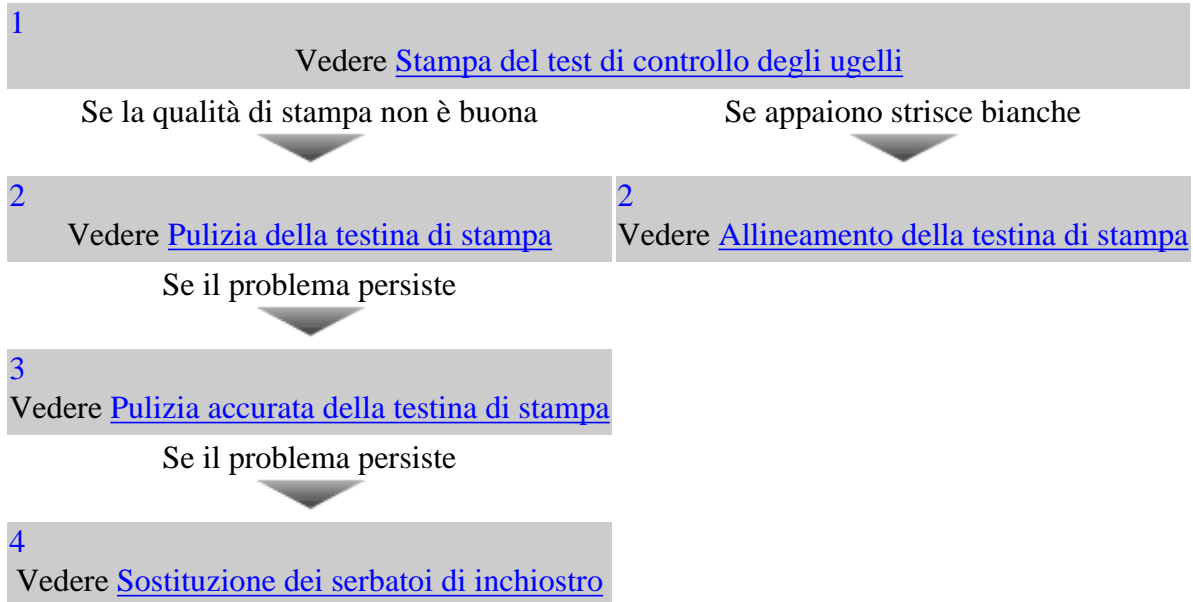 1
Vedere Stampa del test di controllo degli ugelli
Se la qualità di stampa non è buona
Se appaiono strisce bianche
2
Vedere Pulizia della testina di stampa
2
Vedere Allineamento della testina di stampa
Se il problema persiste
3
Vedere Pulizia accurata della testina di stampa
Se il problema persiste
4
Vedere Sostituzione dei serbatoi di inchiostro